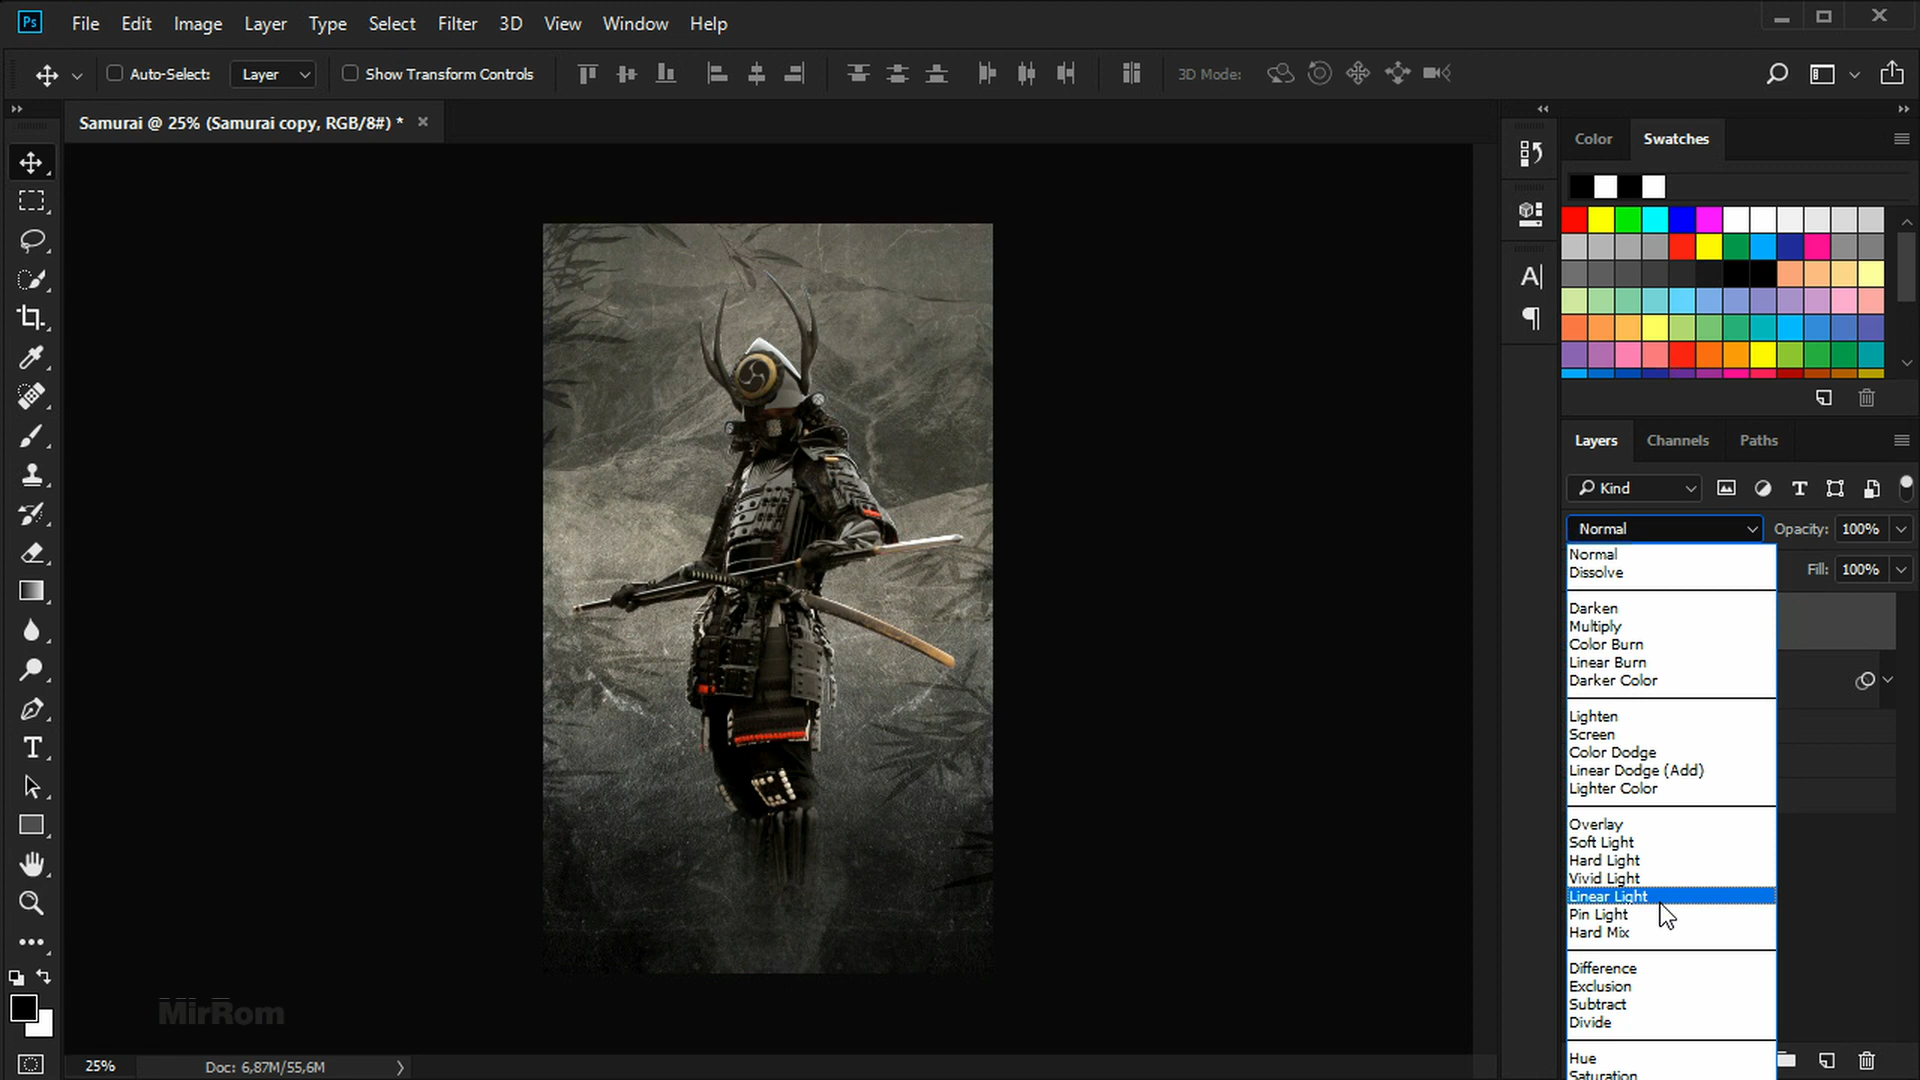 Ps File Edit Image Layer Type Select Filter 3D View Window Help
Auto-Select: Layer Show Transform Controls 3D Mode:
Samurai @ 25% (Samurai copy, RGB/8#) *
Color Swatches
Layers Channels Paths
Kind
Normal Opacity: 100%
Fill: 100%
Normal
Dissolve
Darken
Multiply
Color Burn
Linear Burn
Darker Color
Lighten
Screen
Color Dodge
Linear Dodge (Add)
Lighter Color
Overlay
Soft Light
Hard Light
Vivid Light
Linear Light
Pin Light
Hard Mix
Difference
Exclusion
Subtract
Divide
Hue
Saturation
MirRom
25% Doc: 6,87M/55,6M